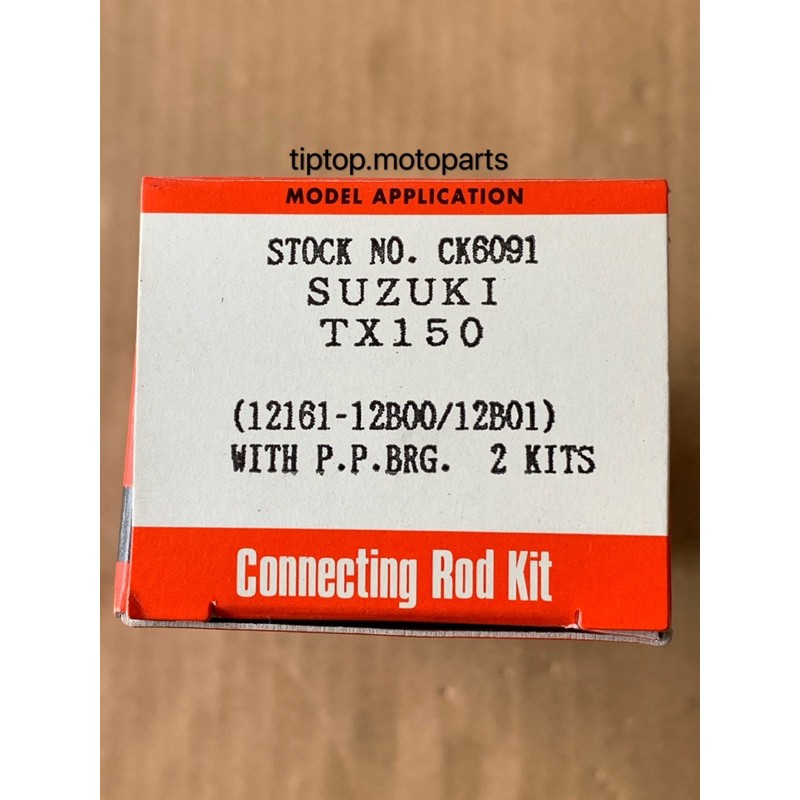 tiptop.motoparts
MODEL APPLICATION
STOCK NO. CK6091
SUZUKI
TX150
(12161-12B00/12B01)
WITH P.P.BRG. 2 KITS
Connecting Rod Kit